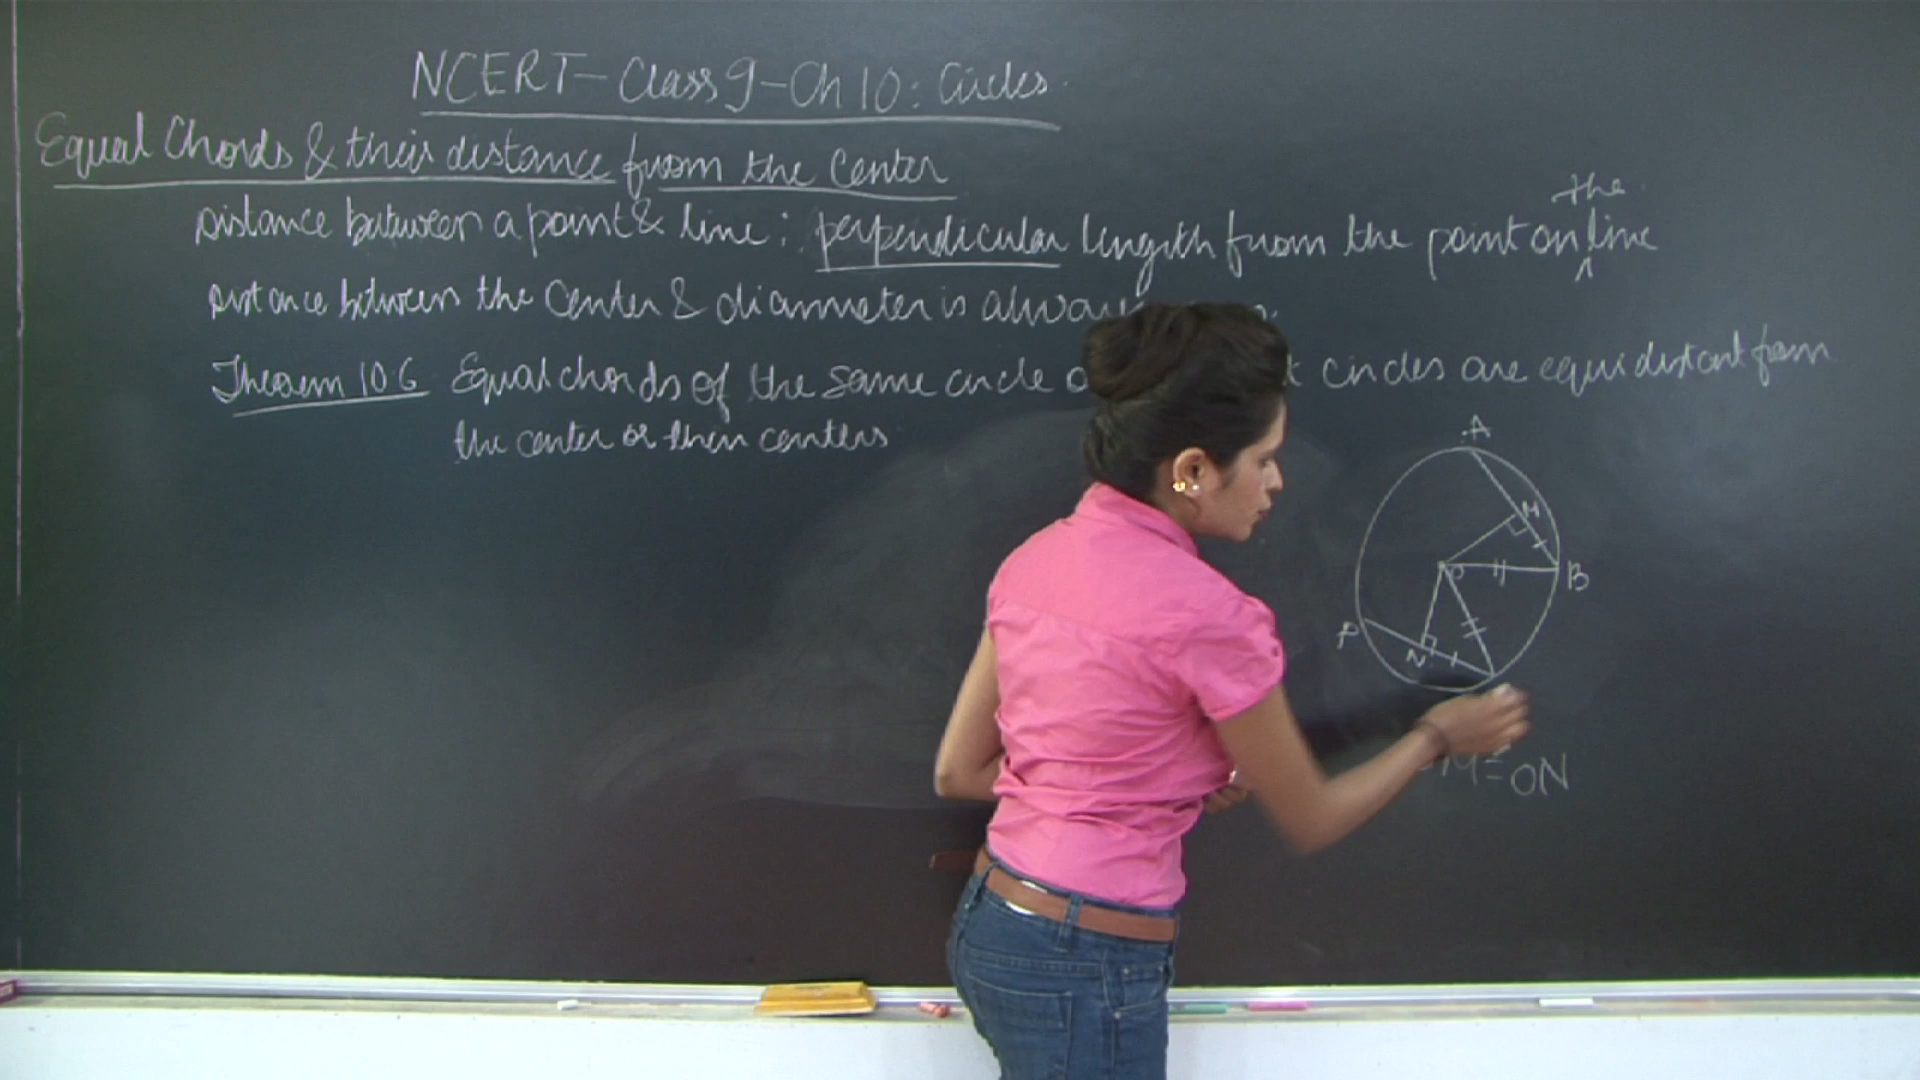 NCERT - Class 9 - Ch 10: Circles
Equal Chords & their distance from the Center
the
Distance between a point & line: perpendicular length from the point on ^ line
Distance between the Center & diammeter is alway
Theorem 10 6 Equal chords of the same circle circles are equidistant from
the center or their centers
A
M
O B
P
N
M = ON